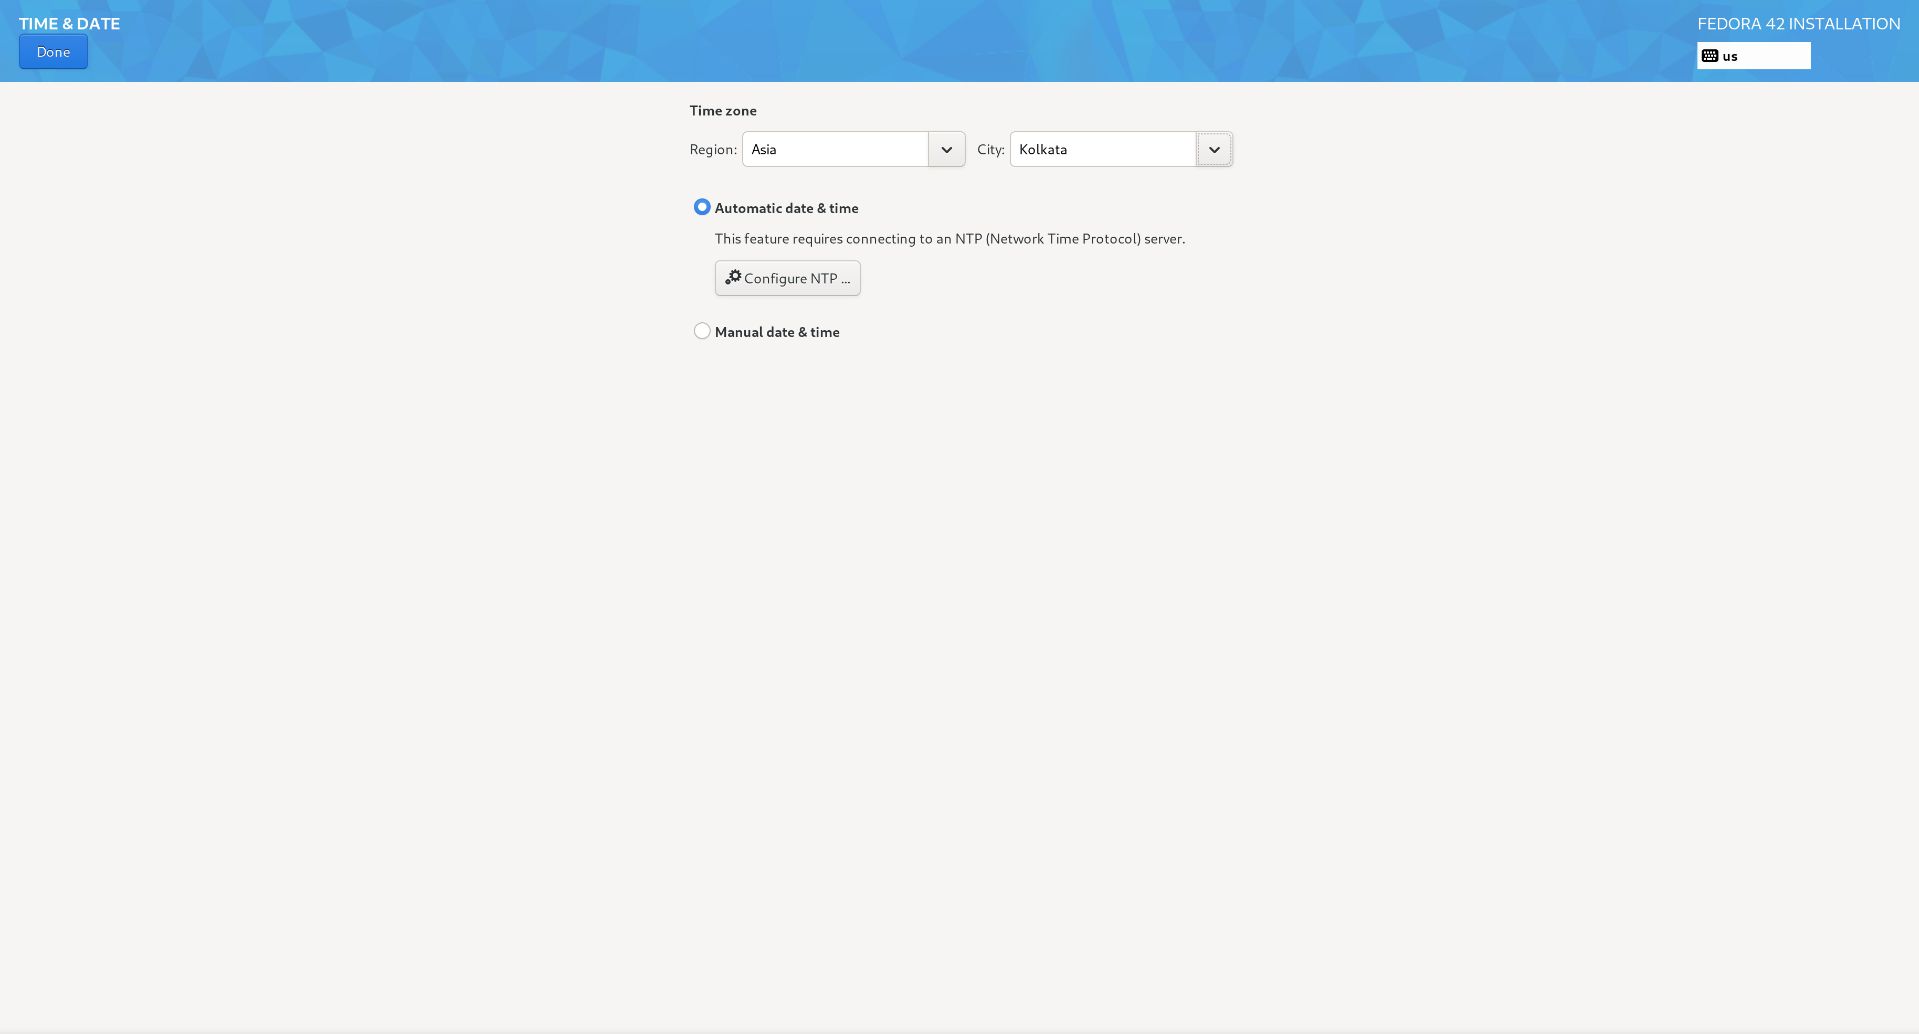 TIME & DATE
FEDORA 42 INSTALLATION
Done
us
Time zone
Region: Asia City: Kolkata
Automatic date & time
This feature requires connecting to an NTP (Network Time Protocol) server.
Configure NTP ...
Manual date & time